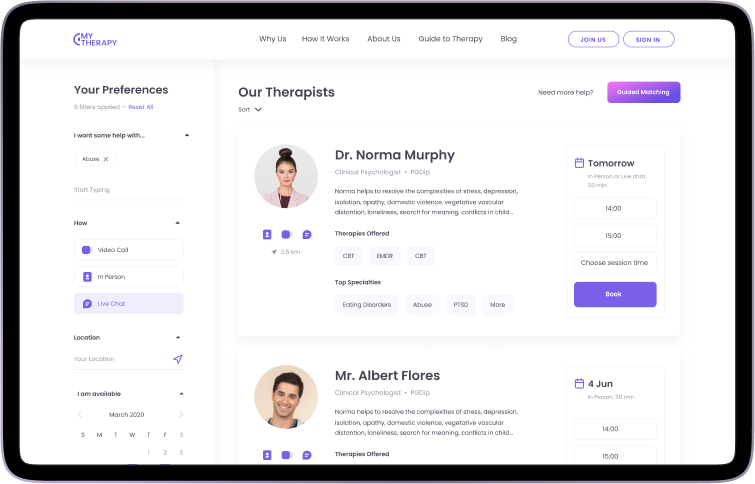 MY
THERAPY
Why Us
How It Works
About Us
Guide to Therapy
Blog
JOIN US
SIGN IN
Your Preferences
9 filters applied — Reset All
I want some help with...
Abuse
Start Typing
How
Video Call
In Person
Live Chat
Location
Your Location
I am available
March 2020
S M T W T F S
1 2 3
Our Therapists
Sort
Need more help?
Guided Matching
Dr. Norma Murphy
Clinical Psychologist • PGDip
Norma helps to resolve the complexities of stress, depression,
isolation, apathy, domestic violence, vegetative vascular
distortion, loneliness, search for meaning, conflicts in child...
2,5 km
Therapies Offered
CBT
EMDR
CBT
Top Specialties
Eating Disorders
Abuse
PTSD
More
Tomorrow
In Person or Live chat,
50 min
14:00
15:00
Choose session time
Book
Mr. Albert Flores
Clinical Psychologist • PGDip
Norma helps to resolve the complexities of stress, depression,
isolation, apathy, domestic violence, vegetative vascular
distortion, loneliness, search for meaning, conflicts in child...
Therapies Offered
4 Jun
In Person, 50 min
14:00
15:00